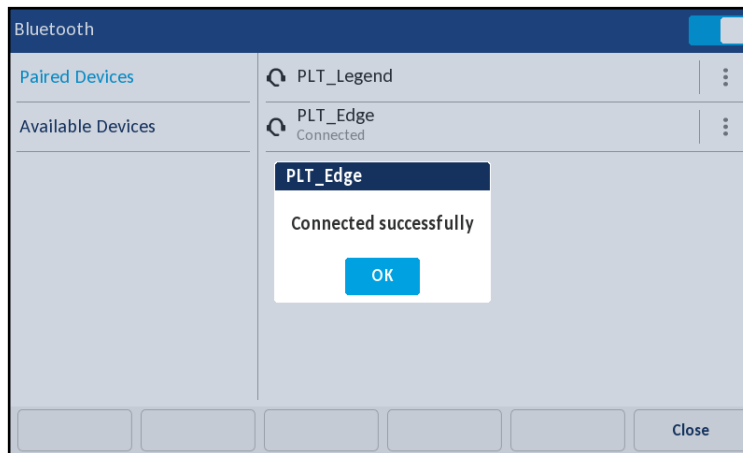 Bluetooth
Paired Devices
Available Devices
PLT_Legend
PLT_Edge
Connected
PLT_Edge
Connected successfully
OK
Close